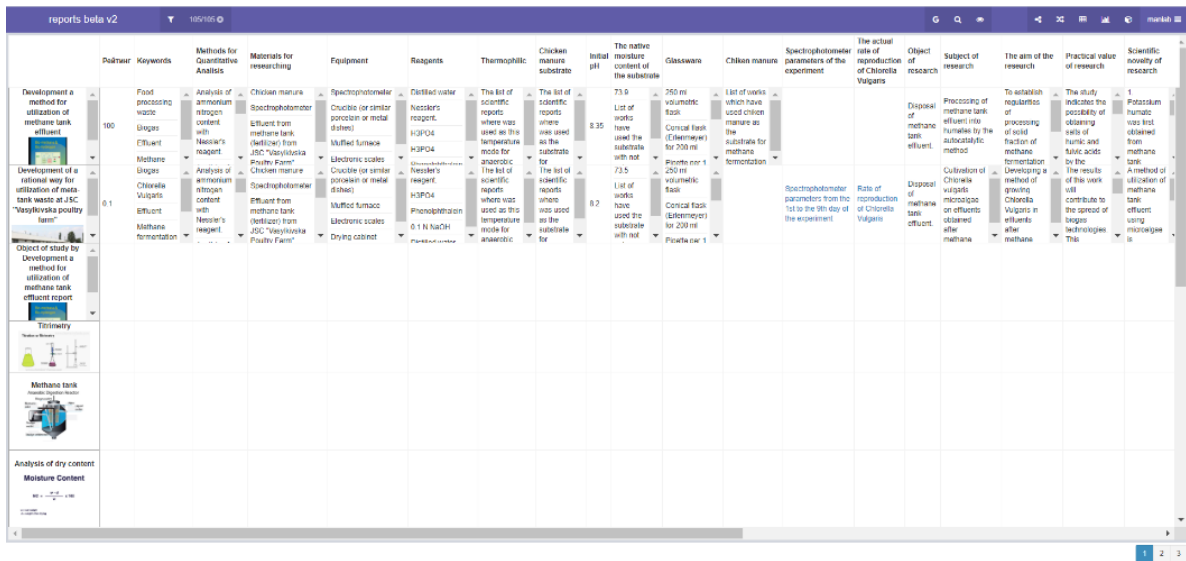 reports beta v2
105/105
G
manlab
Рейтинг Keywords
Methods for
Quantitative
Analisis
Materials for
researching
Equipment
Reagents
Thermophilic
Chicken
manure
substrate
Initial
pH
The native
moisture
content of
the substrate
Glassware
Chiken manure
Spectrophotometer
parameters of the
experiment
The actual
rate of
reproduction
of Chlorella
Vulgaris
Object
of
research
Subject of
research
The aim of the
research
Practical value
of research
Scientific
novelty of
research
Development a
method for
utilization of
methane tank
effluent
100
Food
processing
waste
Biogas
Effluent
Methane
Analysis of
ammonium
nitrogen
content
with
Nessler's
reagent.
Chicken manure
Spectrophotometer
Effluent from
methane tank
(fertilizer) from
JSC "Vasylkivska
Poultry Farm"
Spectrophotometer
Crucible (or similar
porcelain or metal
dishes)
Muffled furnace
Electronic scales
Distilled water
Nessler's
reagent.
H3PO4
H3PO4
Phenolphthalein
The list of
scientific
reports
where was
used as this
temperature
mode for
anaerobic
The list of
scientific
reports
where
was used
as the
substrate
for
8.35
73.9
List of
works
have
used the
substrate
with not
250 ml
volumetric
flask
Conical flask
(Erlenmeyer)
for 200 ml
Pipette per 1
List of works
which have
used chiken
manure as
the
substrate for
methane
fermentation
Disposal
of
methane
tank
effluent.
Processing of
methane tank
effluent into
humates by the
autocatalytic
method
To establish
regularities
of
processing
of solid
fraction of
methane
fermentation
The study
indicates the
possibility of
obtaining
salts of
humic and
fulvic acids
by the
1.
Potassium
humate
was first
obtained
from
methane
tank
Development of a
rational way for
utilization of meta-
tank waste at JSC
"Vasylkivska poultry
farm"
0.1
Biogas
Chlorella
Vulgaris
Effluent
Methane
fermentation
Analysis of
ammonium
nitrogen
content
with
Nessler's
reagent.
Chicken manure
Spectrophotometer
Effluent from
methane tank
(fertilizer) from
JSC "Vasylkivska
Poultry Farm"
Crucible (or similar
porcelain or metal
dishes)
Muffled furnace
Electronic scales
Drying cabinet
Nessler's
reagent.
H3PO4
Phenolphthalein
0.1 N NaOH
Distilled water
The list of
scientific
reports
where was
used as this
temperature
mode for
anaerobic
The list of
scientific
reports
where
was used
as the
substrate
for
8.2
73.5
List of
works
have
used the
substrate
with not
250 ml
volumetric
flask
Conical flask
(Erlenmeyer)
for 200 ml
Pipette per 1
Spectrophotometer
parameters from the
1st to the 9th day of
the experiment
Rate of
reproduction
of Chlorella
Vulgaris
Disposal
of
methane
tank
effluent.
Cultivation of
Chlorella
vulgaris
microalgae
on effluents
obtained
after
methane
Developing a
method of
growing
Chlorella
Vulgaris in
effluents
after
methane
The results
of this work
will
contribute to
the spread of
biogas
technologies
This
A method of
utilization of
methane
tank
effluent
using
microalgae
is
Object of study by
Development a
method for
utilization of
methane tank
effluent report
Titrimetry
Methane tank
Anaerobic Digestion Reactor
Analysis of dry content
Moisture Content
1
2
3